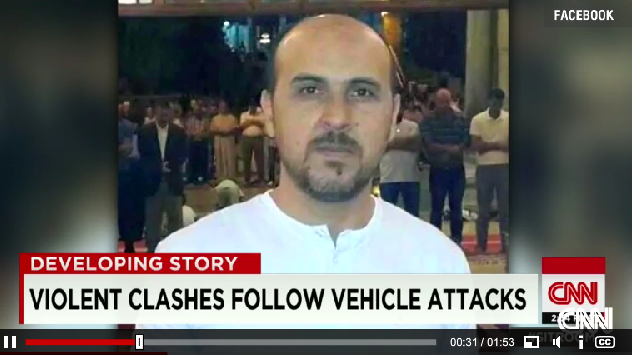 FACEBOOK
DEVELOPING STORY
VIOLENT CLASHES FOLLOW VEHICLE ATTACKS
CNN
CNN
00:31 / 01:53
CC